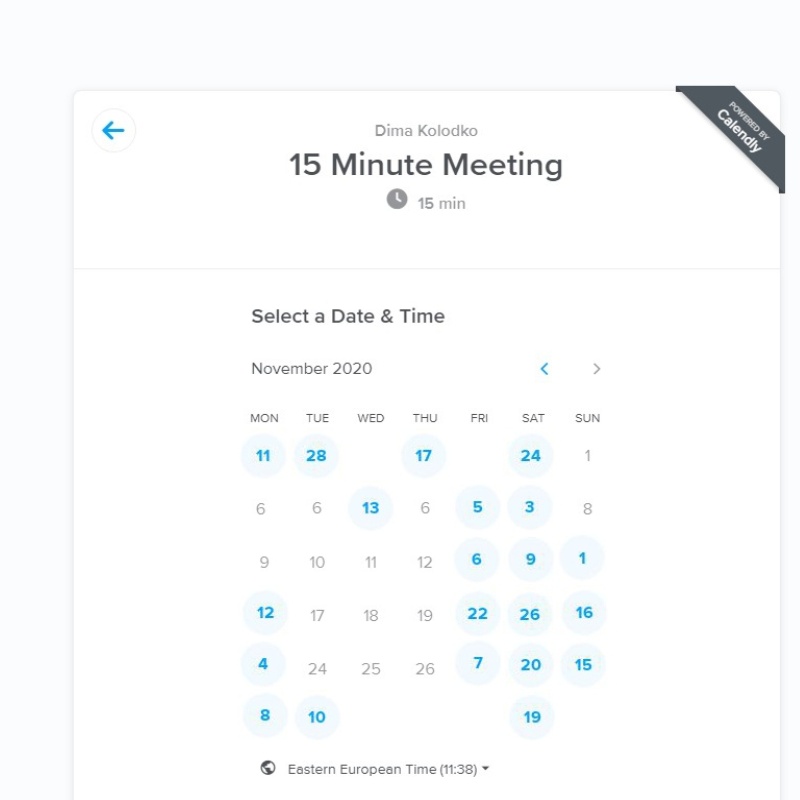 POWERED BY
Calendly
Dima Kolodko
15 Minute Meeting
15 min
Select a Date & Time
November 2020
MON TUE WED THU FRI SAT SUN
11 28 17 24 1
6 6 13 6 5 3 8
9 10 11 12 6 9 1
12 17 18 19 22 26 16
4 24 25 26 7 20 15
8 10 19
Eastern European Time (11:38)